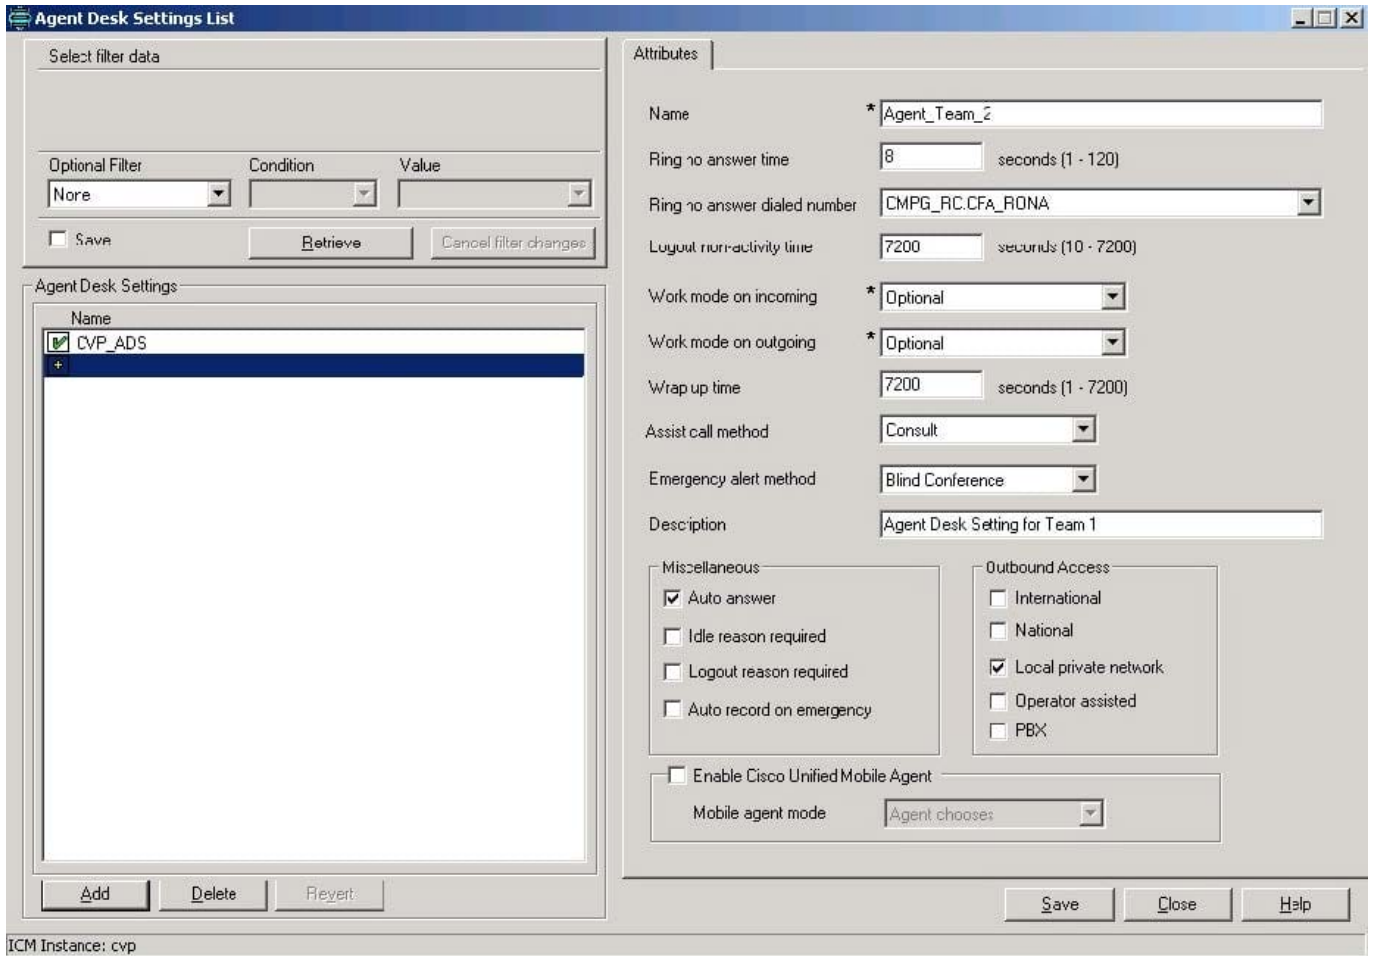 Agent Desk Settings List
Select filter data
Optional Filter Condition Value
None
Save Retrieve Cancel filter changes
Agent Desk Settings
Name
CVP_ADS
Add Delete Revert
Attributes
Name * Agent_Team_2
Ring no answer time 8 seconds (1 - 120)
Ring no answer dialed number CMPG_RC.CFA_RONA
Logout non-activity time 7200 seconds (10 - 7200)
Work mode on incoming * Optional
Work mode on outgoing * Optional
Wrap up time 7200 seconds (1 - 7200)
Assist call method Consult
Emergency alert method Blind Conference
Description Agent Desk Setting for Team 1
Miscellaneous
Auto answer
Idle reason required
Logout reason required
Auto record on emergency
Outbound Access
International
National
Local private network
Operator assisted
PBX
Enable Cisco Unified Mobile Agent
Mobile agent mode Agent chooses
Save Close Help
ICM Instance: cvp